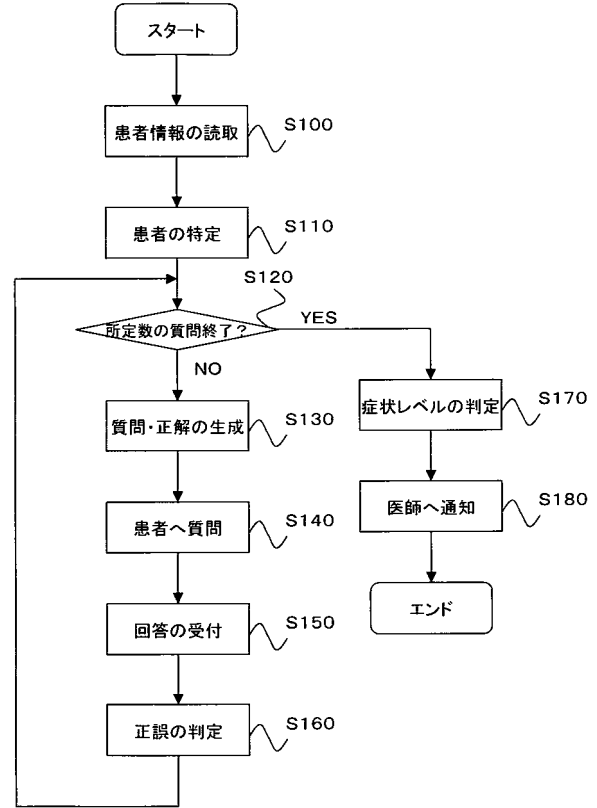 スタート
患者情報の読取
S100
患者の特定
S110
S120
所定数の質問終了？
YES
NO
質問・正解の生成
S130
症状レベルの判定
S170
患者へ質問
S140
医師へ通知
S180
回答の受付
S150
エンド
正誤の判定
S160